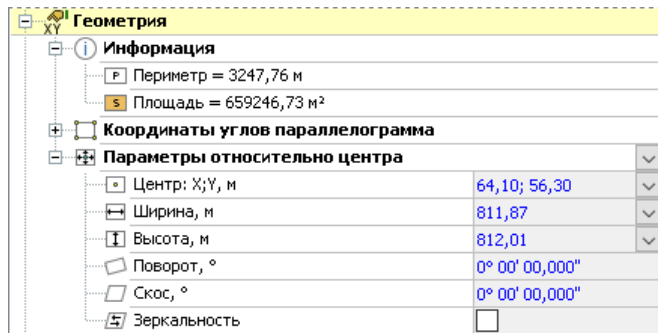 XY Геометрия
i Информация
P Периметр = 3247,76 м
S Площадь = 659246,73 м²
Координаты углов параллелограмма
Параметры относительно центра
Центр: X;Y, м 64,10; 56,30
Ширина, м 811,87
Высота, м 812,01
Поворот, ° 0° 00' 00,000"
Скос, ° 0° 00' 00,000"
Зеркальность